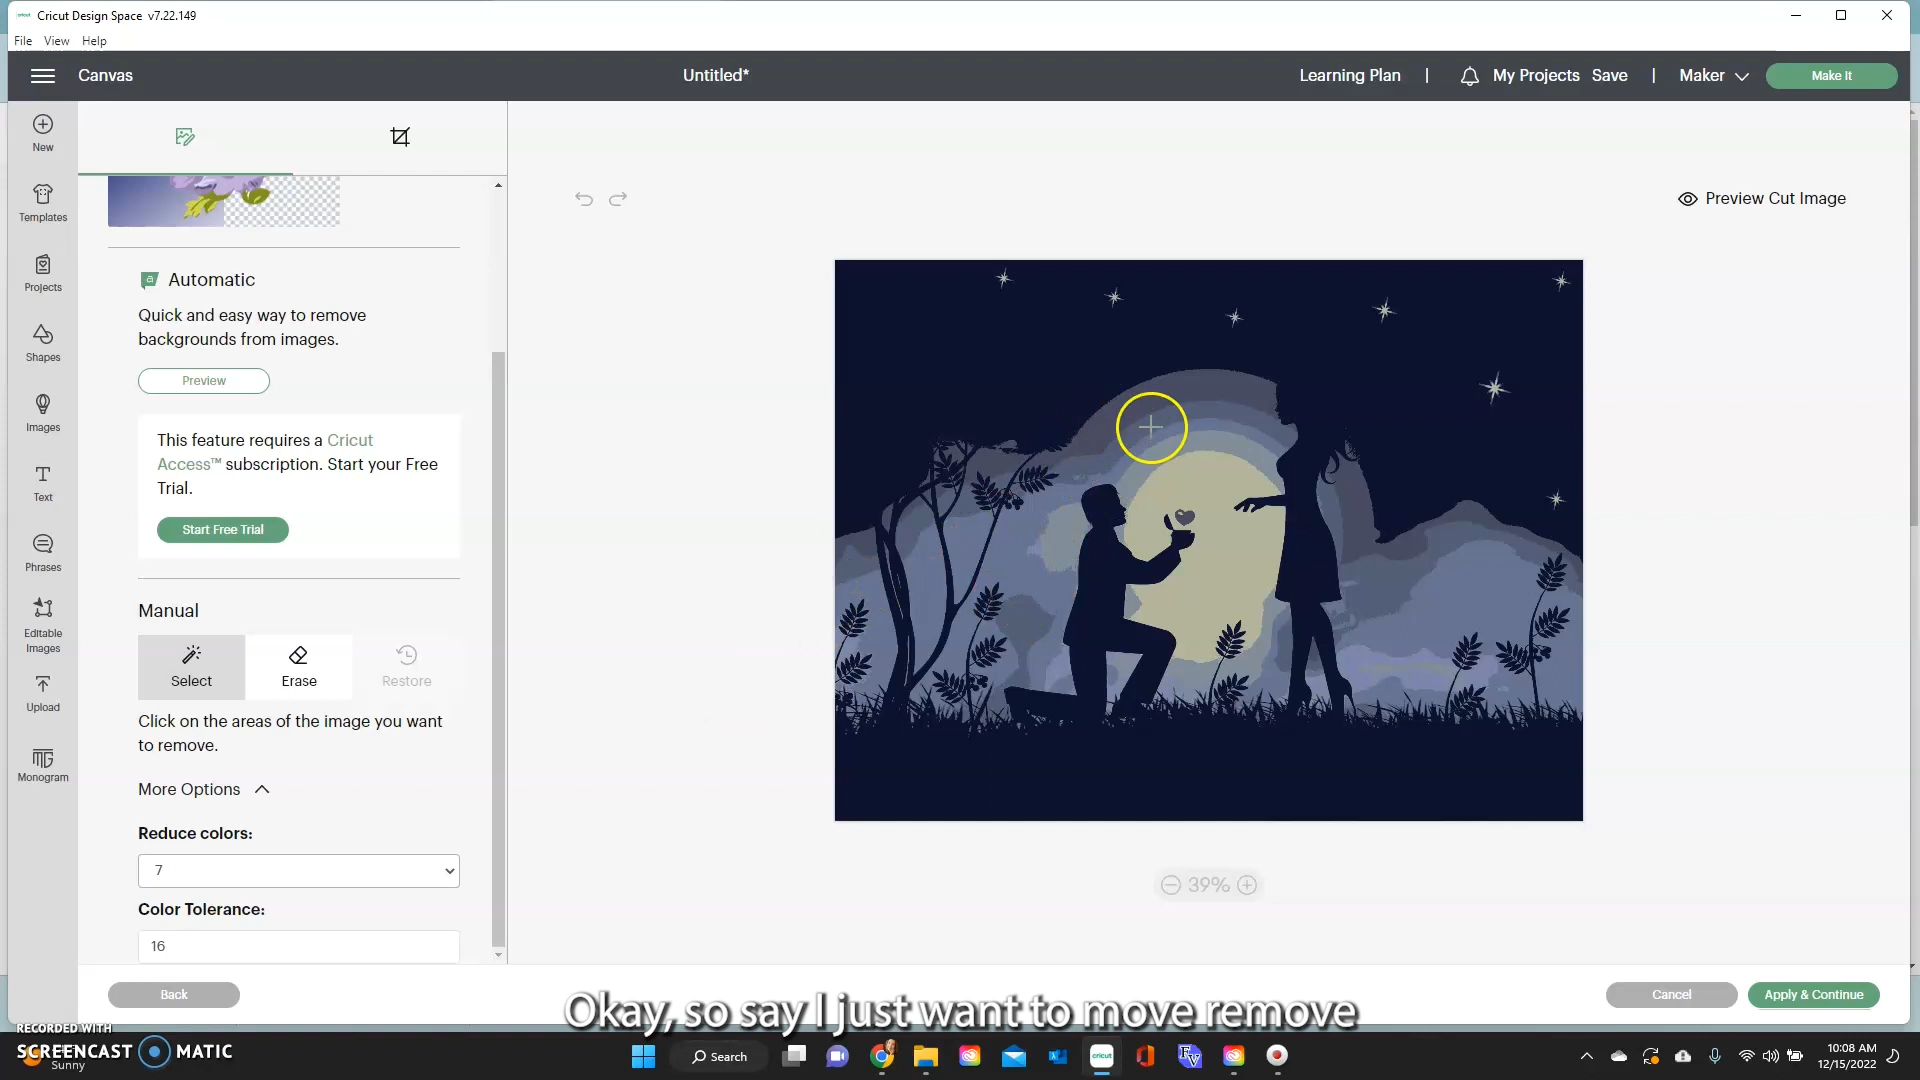 cricut Cricut Design Space v7.22.149
File View Help
Canvas
Untitled*
Learning Plan | My Projects Save | Maker
Make It
New
Templates
Projects
Shapes
Images
Text
Phrases
Editable
Images
Upload
Monogram
a Automatic
Quick and easy way to remove
backgrounds from images.
Preview
This feature requires a Cricut
Access™ subscription. Start your Free
Trial.
Start Free Trial
Manual
Select
Erase
Restore
Click on the areas of the image you want
to remove.
More Options
Reduce colors:
7
Color Tolerance:
16
Preview Cut Image
39%
Back
Cancel
Apply & Continue
Okay, so say I just want to move remove
RECORDED WITH
SCREENCAST MATIC
Sunny
Search
cricut
FV
10:08 AM
12/15/2022